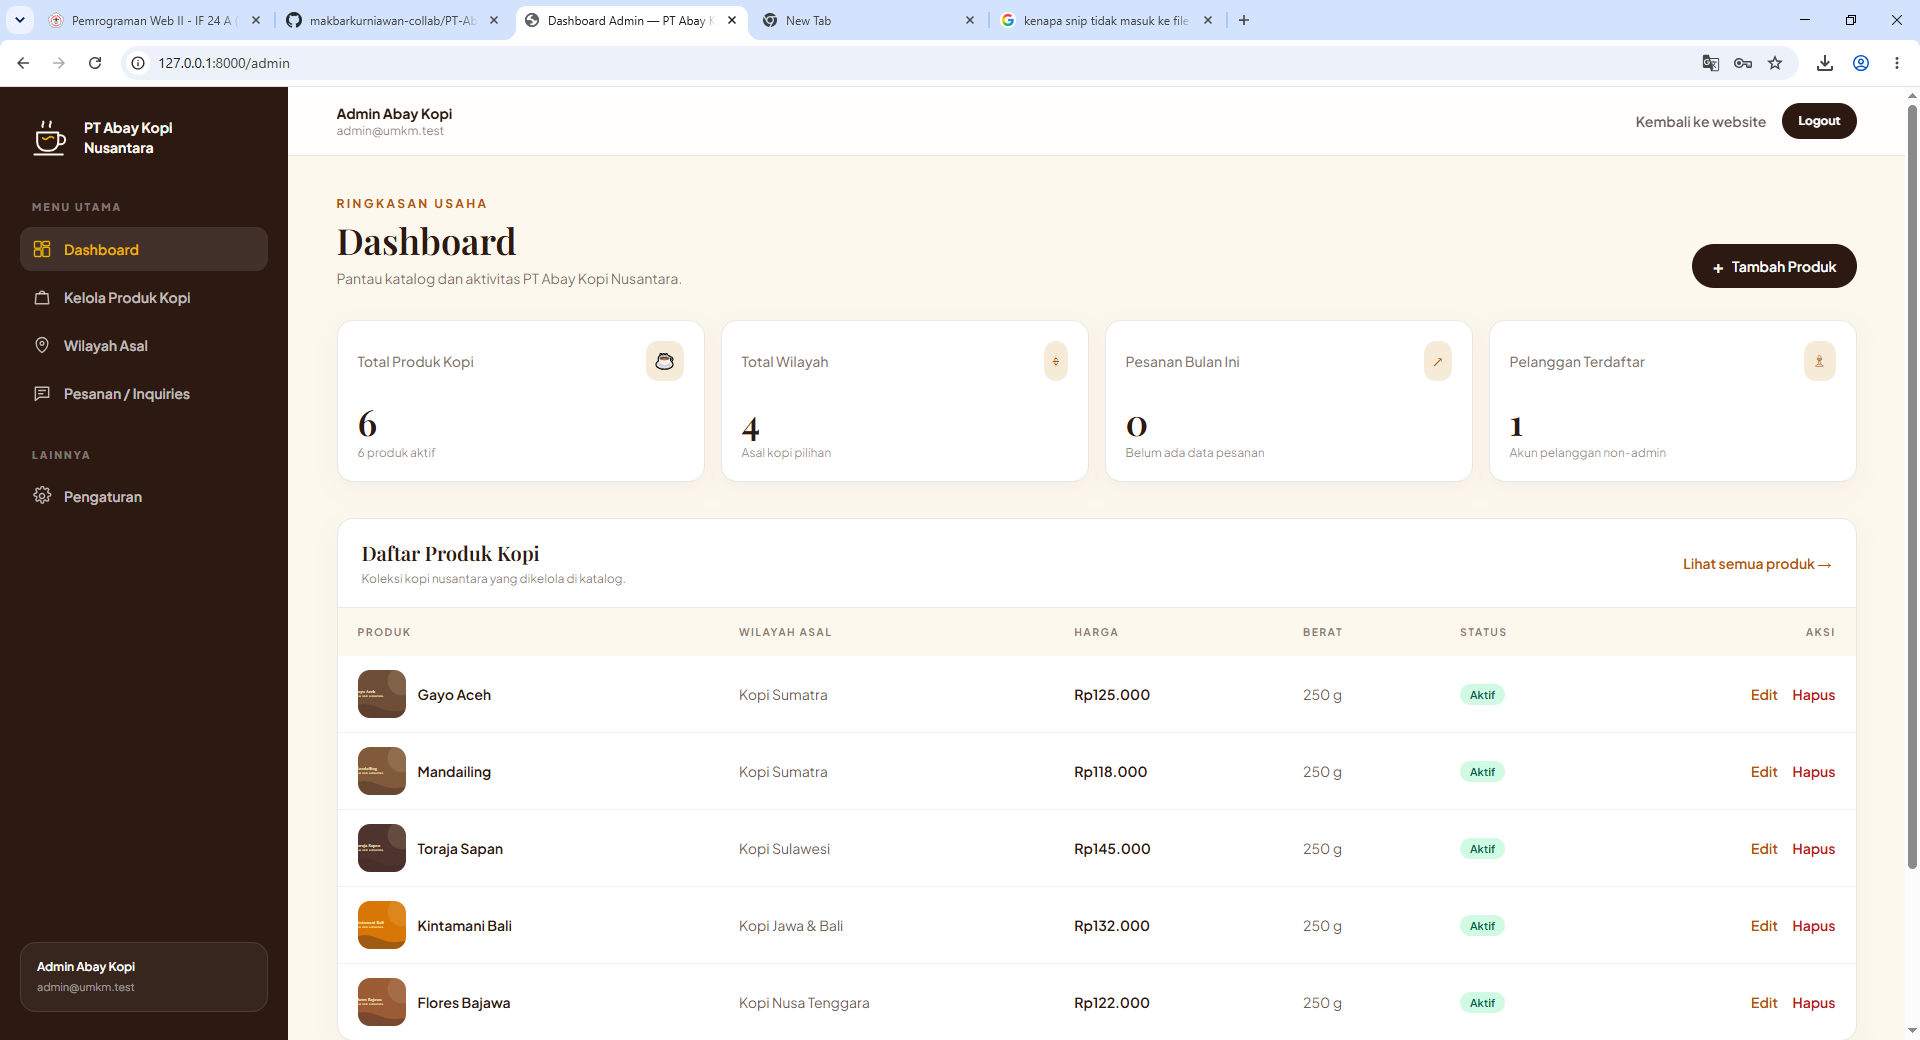 Pemrograman Web II - IF 24 A
makbarkurniawan-collab/PT-Ab
Dashboard Admin — PT Abay K
New Tab
kenapa snip tidak masuk ke file
127.0.0.1:8000/admin
PT Abay Kopi
Nusantara
Admin Abay Kopi
admin@umkm.test
Kembali ke website
Logout
MENU UTAMA
Dashboard
Kelola Produk Kopi
Wilayah Asal
Pesanan / Inquiries
LAINNYA
Pengaturan
Admin Abay Kopi
admin@umkm.test
RINGKASAN USAHA
Dashboard
Pantau katalog dan aktivitas PT Abay Kopi Nusantara.
+ Tambah Produk
Total Produk Kopi
6
6 produk aktif
Total Wilayah
4
Asal kopi pilihan
Pesanan Bulan Ini
0
Belum ada data pesanan
Pelanggan Terdaftar
1
Akun pelanggan non-admin
Daftar Produk Kopi
Koleksi kopi nusantara yang dikelola di katalog.
Lihat semua produk →
PRODUK WILAYAH ASAL HARGA BERAT STATUS AKSI
Gayo Aceh Kopi Sumatra Rp125.000 250 g Aktif Edit Hapus
Mandailing Kopi Sumatra Rp118.000 250 g Aktif Edit Hapus
Toraja Sapan Kopi Sulawesi Rp145.000 250 g Aktif Edit Hapus
Kintamani Bali Kopi Jawa & Bali Rp132.000 250 g Aktif Edit Hapus
Flores Bajawa Kopi Nusa Tenggara Rp122.000 250 g Aktif Edit Hapus